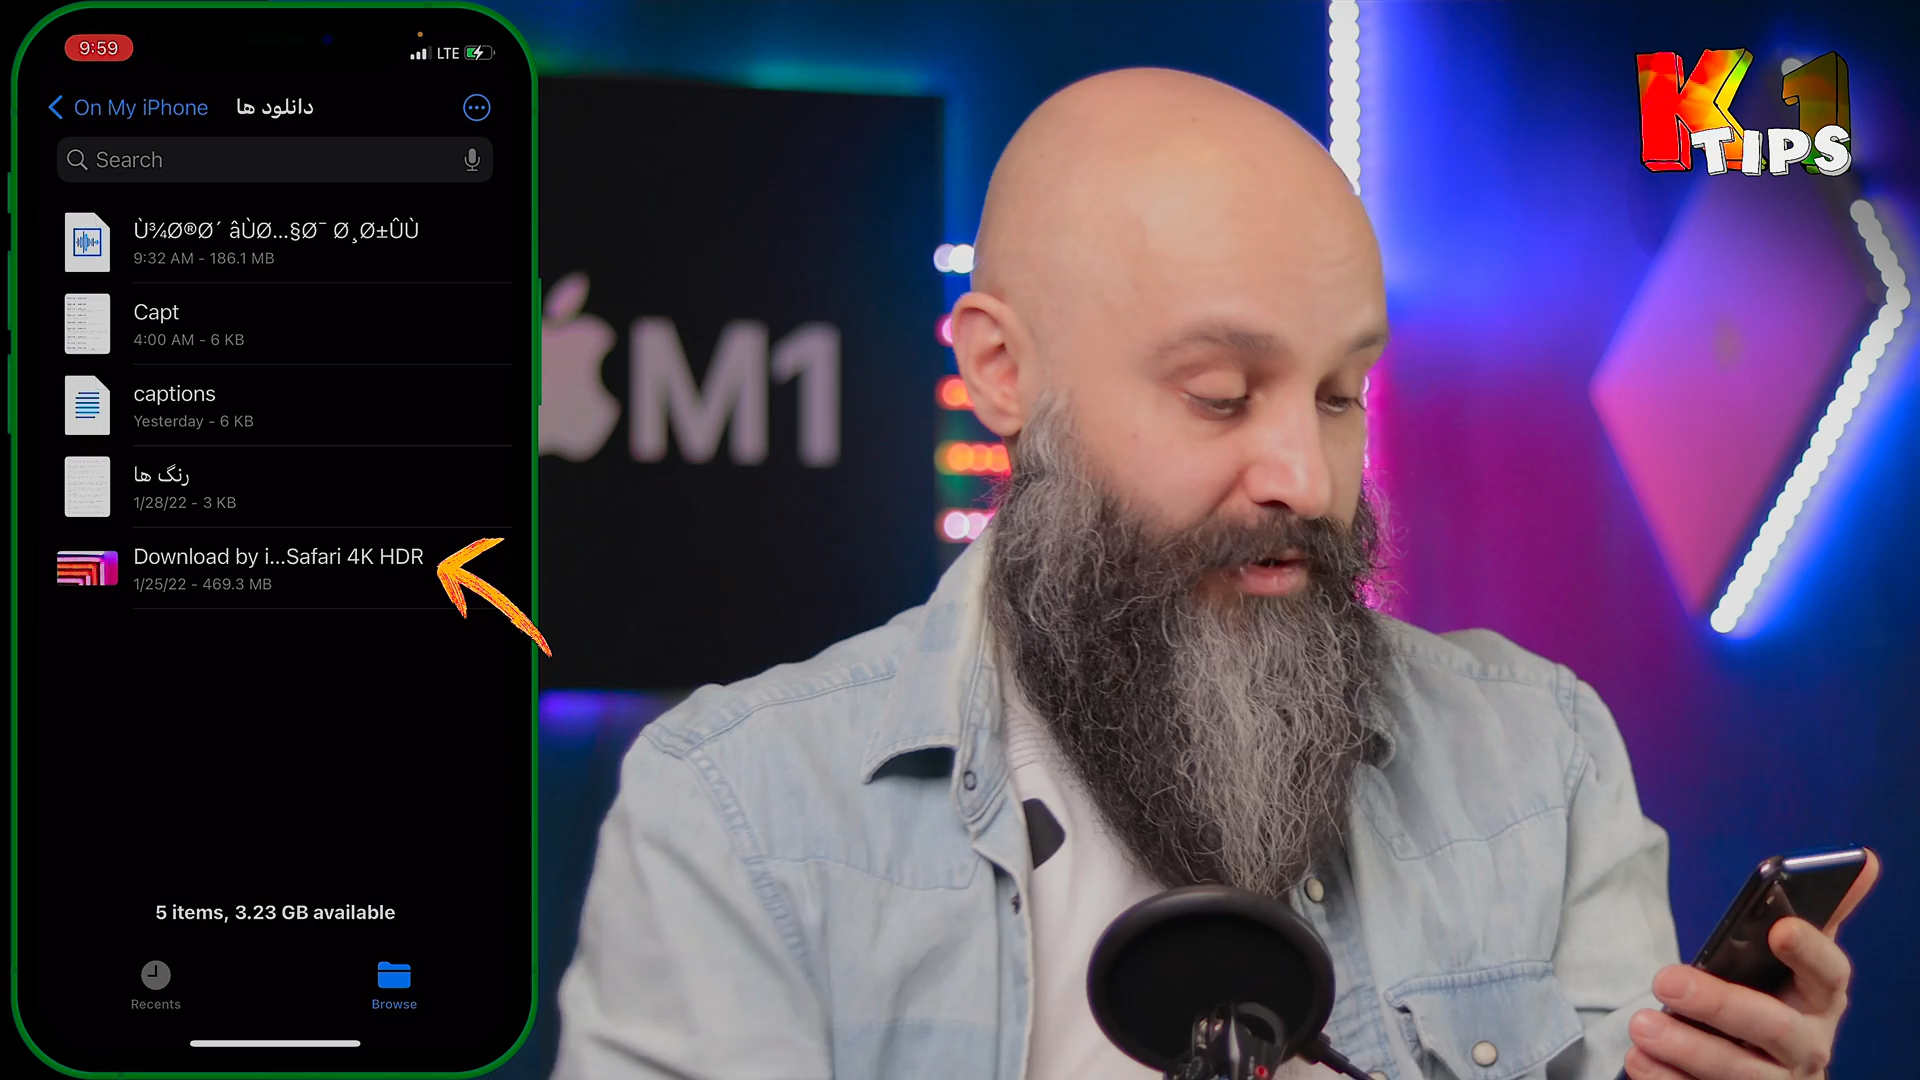 9:59
LTE
On My iPhone
دانلود ها
Search
Ù¾Ø®Ø´ âÙØ…§Ø¯ Ø¸Ø±ÛÙ
9:32 AM - 186.1 MB
Capt
4:00 AM - 6 KB
captions
Yesterday - 6 KB
رنگ ها
1/28/22 - 3 KB
Download by i...Safari 4K HDR
1/25/22 - 469.3 MB
5 items, 3.23 GB available
Recents
Browse
M1
K1
TIPS